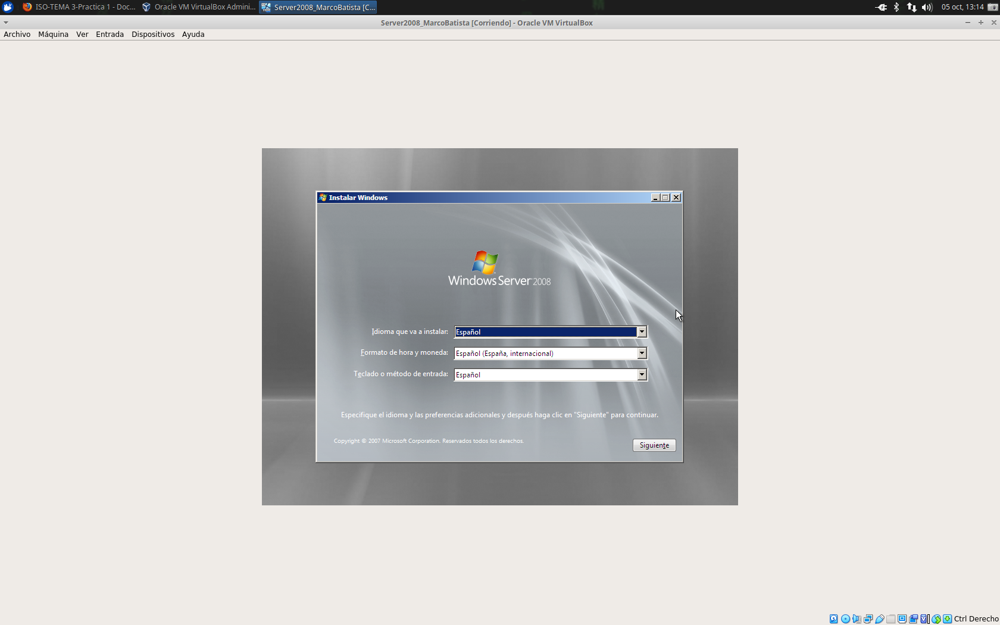 ISO-TEMA 3-Practica 1 - Doc... Oracle VM VirtualBox Admini... Server2008_MarcoBatista [C... 05 oct, 13:14
Server2008_MarcoBatista [Corriendo] - Oracle VM VirtualBox
Archivo Máquina Ver Entrada Dispositivos Ayuda
Instalar Windows
Windows Server 2008
Idioma que va a instalar: Español
Formato de hora y moneda: Español (España, internacional)
Teclado o método de entrada: Español
Especifique el idioma y las preferencias adicionales y después haga clic en "Siguiente" para continuar.
Copyright © 2007 Microsoft Corporation. Reservados todos los derechos.
Siguiente
Ctrl Derecho